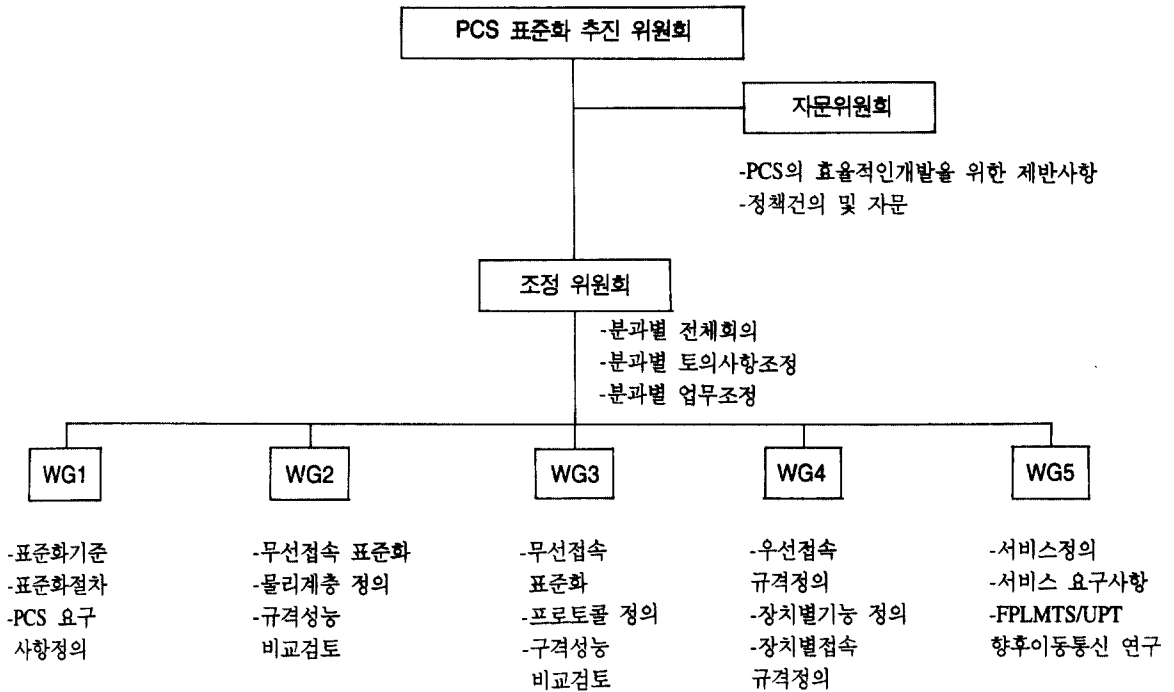 PCS 표준화 추진 위원회
자문위원회
-PCS의 효율적인개발을 위한 제반사항
-정책건의 및 자문
조정 위원회
-분과별 전체회의
-분과별 토의사항조정
-분과별 업무조정
WG1
-표준화기준
-표준화절차
-PCS 요구
사항정의
WG2
-무선접속 표준화
-물리계층 정의
-규격성능
비교검토
WG3
-무선접속
표준화
-프로토콜 정의
-구격성능
비교검토
WG4
-우선접속
규격정의
-장치별기능 정의
-장치별접속
규격정의
WG5
-서비스정의
-서비스 요구사항
-FPLMTS/UPT
향후이동통신 연구